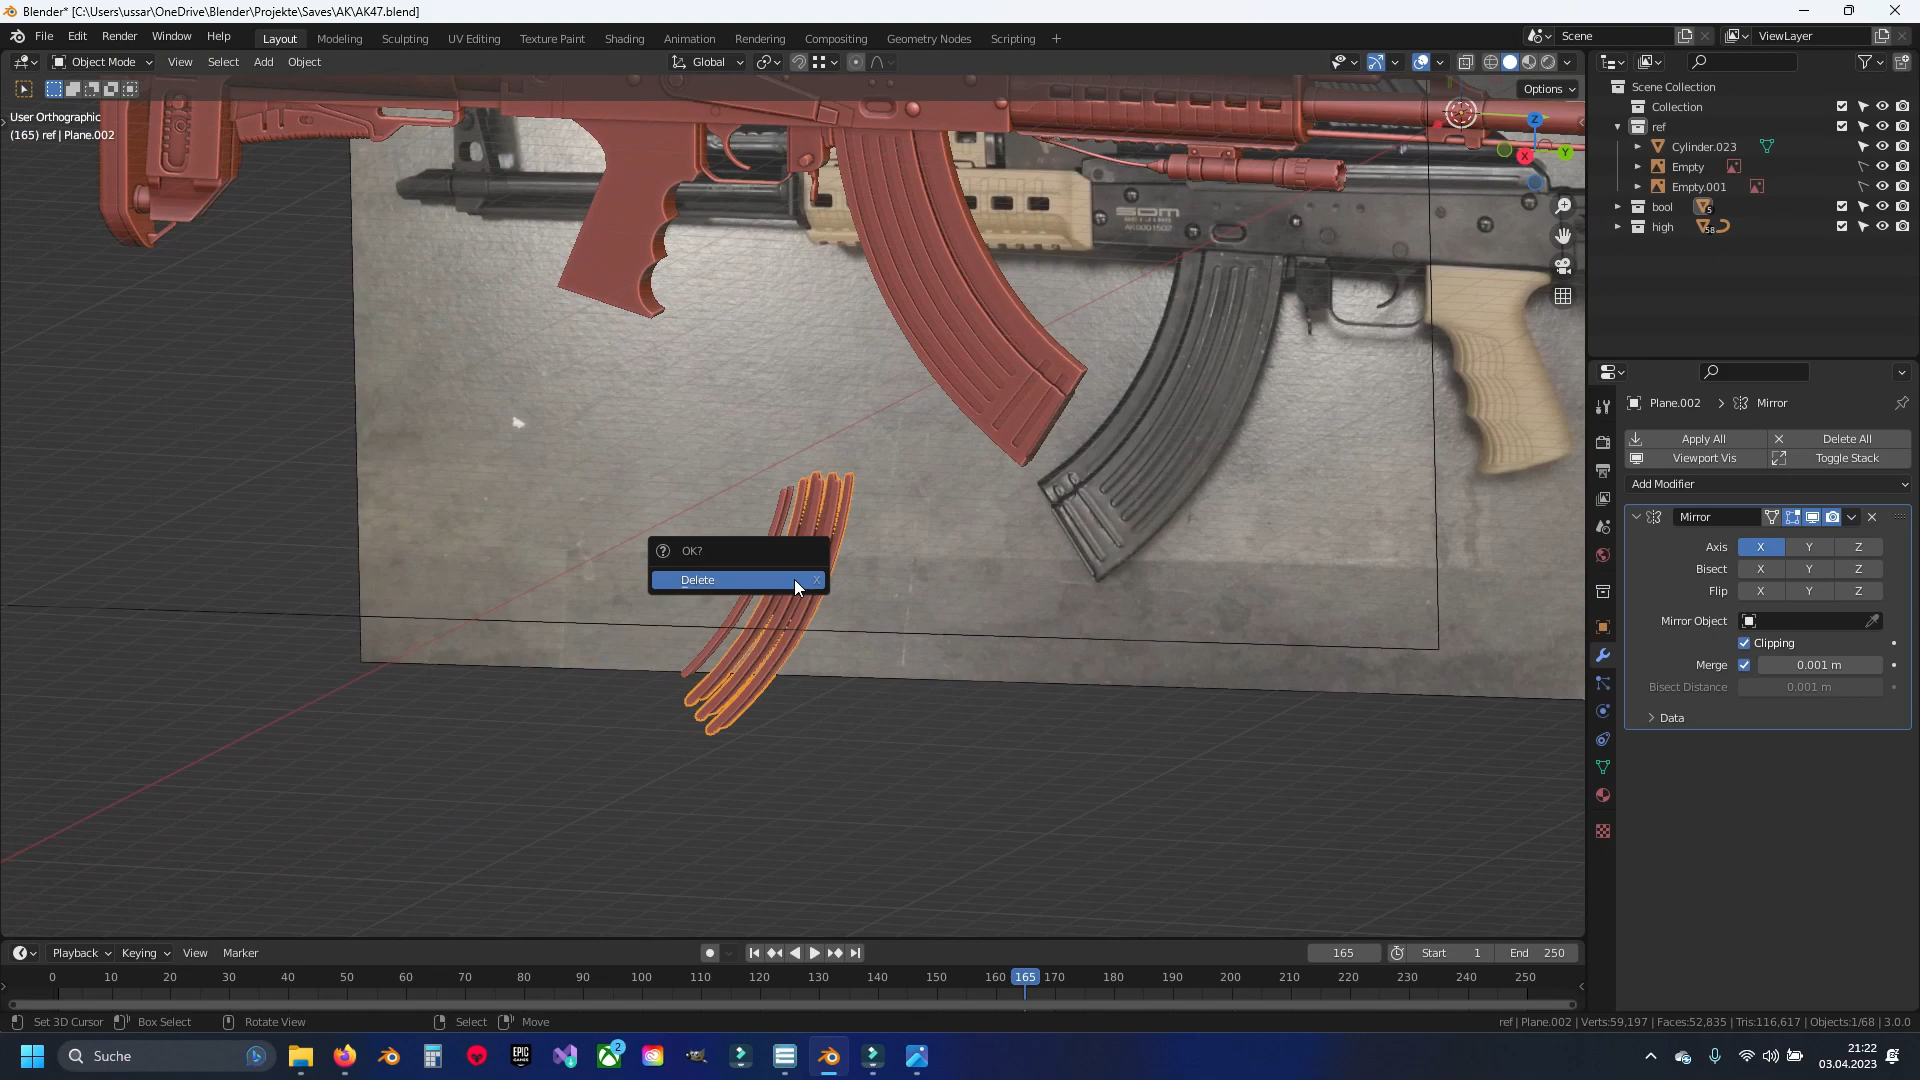 Blender* [C:\Users\ussar\OneDrive\Blender\Projekte\Saves\AK\AK47.blend]
File Edit Render Window Help Layout Modeling Sculpting UV Editing Texture Paint Shading Animation Rendering Compositing Geometry Nodes Scripting + Scene ViewLayer
Object Mode View Select Add Object Global
Options
User Orthographic
(165) ref | Plane.002
Z
X
Y
SDM
OK?
Delete X
Scene Collection
Collection
ref
Cylinder.023
Empty
Empty.001
bool 5
high 58
Plane.002 > Mirror
Apply All Delete All
Viewport Vis Toggle Stack
Add Modifier
Mirror
Axis X Y Z
Bisect X Y Z
Flip X Y Z
Mirror Object
Clipping
Merge 0.001 m
Bisect Distance 0.001 m
Data
Playback Keying View Marker 165 Start 1 End 250
0 10 20 30 40 50 60 70 80 90 100 110 120 130 140 150 160 165 170 180 190 200 210 220 230 240 250
Set 3D Cursor Box Select Rotate View Select Move ref | Plane.002 | Verts:59,197 | Faces:52,835 | Tris:116,617 | Objects:1/68 | 3.0.0
Suche EPIC GAMES 2
21:22
03.04.2023